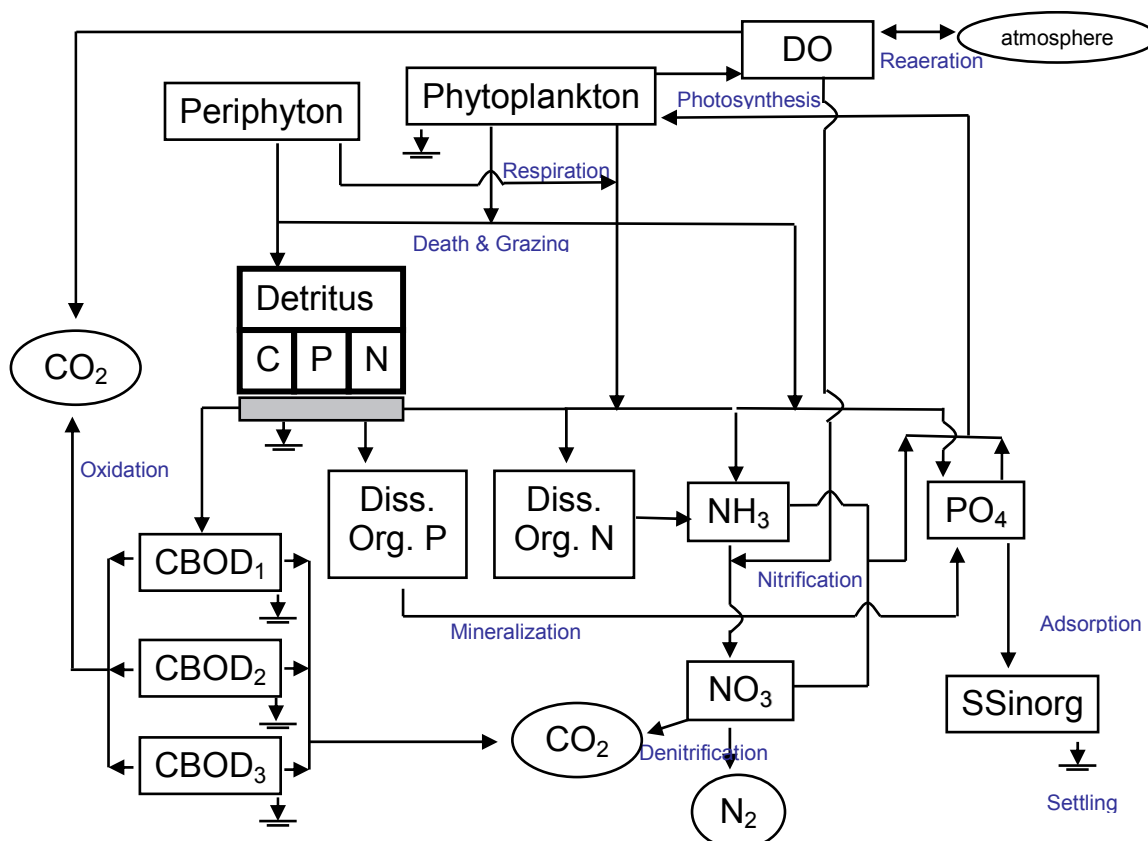 atmosphere
DO
Reaeration
Phytoplankton
Photosynthesis
Periphyton
Respiration
Death & Grazing
Detritus
C P N
CO₂
Oxidation
Diss.
Org. P
Diss.
Org. N
NH₃
PO₄
CBOD₁
Nitrification
Mineralization
Adsorption
CBOD₂
NO₃
SSinorg
CO₂
Denitrification
CBOD₃
N₂
Settling